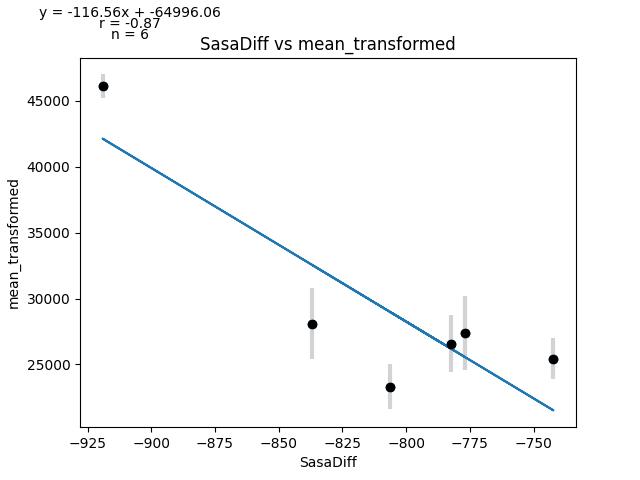 y = -116.56x + -64996.06
r = -0.87
n = 6
SasaDiff vs mean_transformed
45000
40000
35000
30000
25000
mean_transformed
−925
−900
−875
−850
−825
−800
−775
−750
SasaDiff